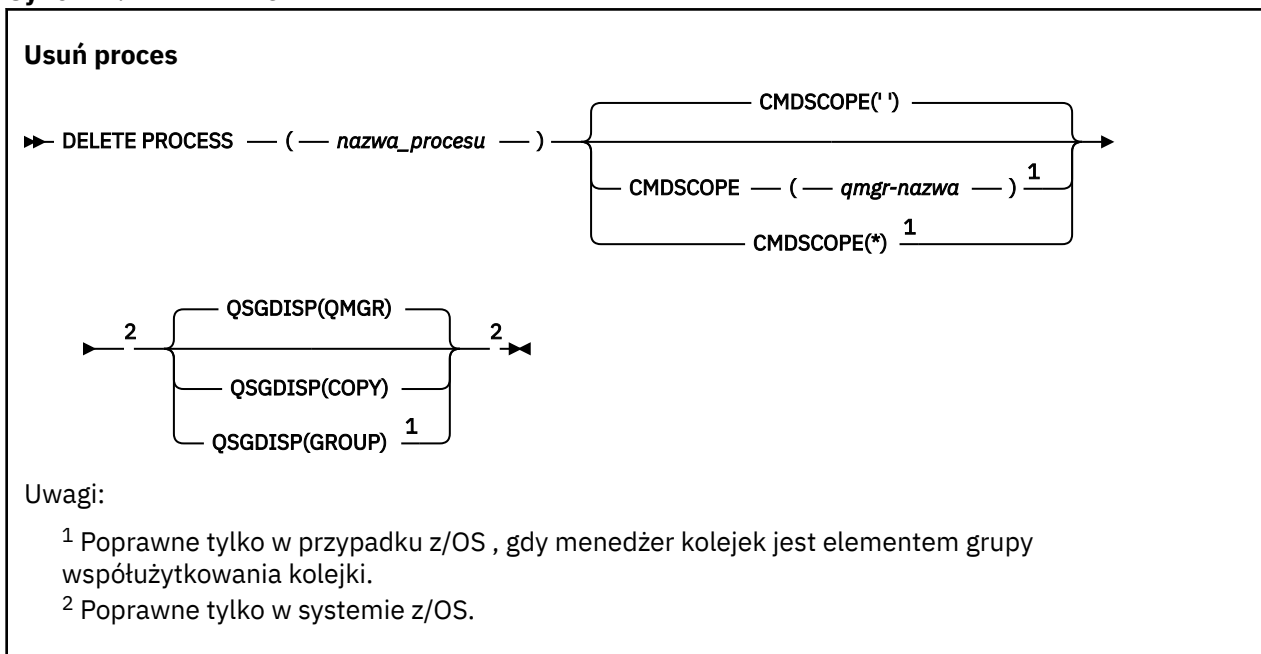 Usuń proces
CMDSCOPE(' ')
DELETE PROCESS ( nazwa_procesu )
CMDSCOPE ( qmgr-nazwa ) 1
CMDSCOPE(*) 1
2 QSGDISP(QMGR) 2
QSGDISP(COPY)
QSGDISP(GROUP) 1
Uwagi:
1 Poprawne tylko w przypadku z/OS , gdy menedżer kolejek jest elementem grupy
współużytkowania kolejki.
2 Poprawne tylko w systemie z/OS.